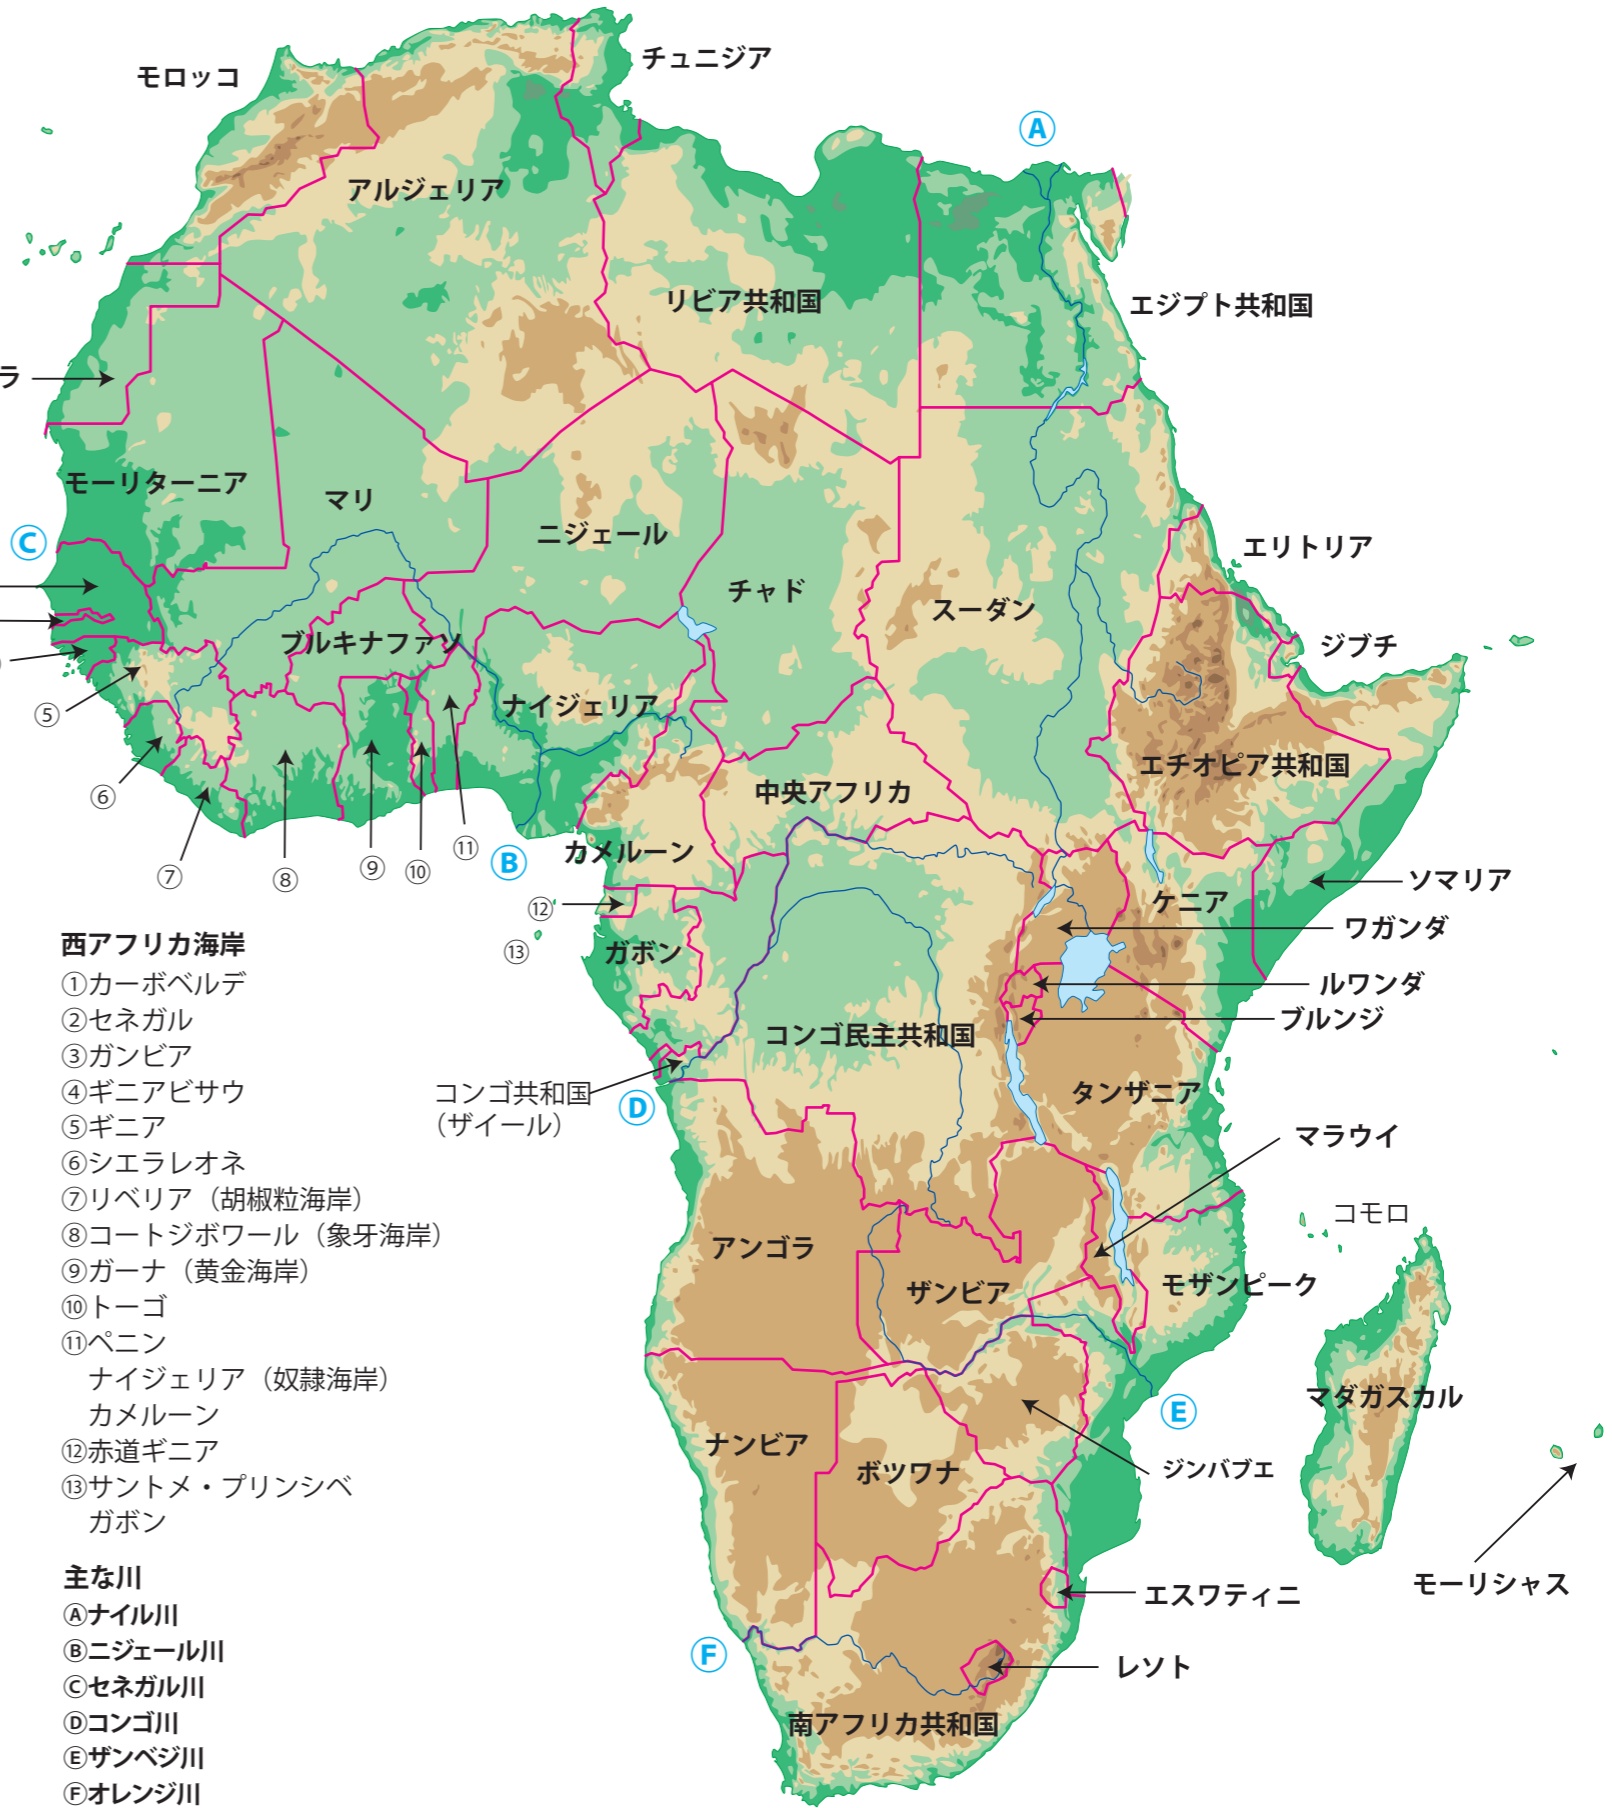 チュニジア
モロッコ
Ⓐ
アルジェリア
リビア共和国
エジプト共和国
ラ
モーリターニア
マリ
ニジェール
Ⓒ
エリトリア
チャド
スーダン
ブルキナファソ
ジブチ
⑤
ナイジェリア
エチオピア共和国
⑥
中央アフリカ
⑦
⑧
⑨
⑩
⑪
Ⓑ
カメルーン
ソマリア
ケニア
⑫
ワガンダ
⑬
ガボン
ルワンダ
ブルンジ
コンゴ民主共和国
コンゴ共和国
（ザイール）
Ⓓ
タンザニア
マラウイ
コモロ
アンゴラ
ザンビア
モザンピーク
マダガスカル
Ⓔ
ナンビア
ボツワナ
ジンバブエ
モーリシャス
エスワティニ
Ⓕ
レソト
南アフリカ共和国
西アフリカ海岸
①カーボベルデ
②セネガル
③ガンビア
④ギニアビサウ
⑤ギニア
⑥シエラレオネ
⑦リベリア（胡椒粒海岸）
⑧コートジボワール（象牙海岸）
⑨ガーナ（黄金海岸）
⑩トーゴ
⑪ペニン
ナイジェリア（奴隷海岸）
カメルーン
⑫赤道ギニア
⑬サントメ・プリンシペ
ガボン
主な川
Ⓐナイル川
Ⓑニジェール川
Ⓒセネガル川
Ⓓコンゴ川
Ⓔザンベジ川
Ⓕオレンジ川